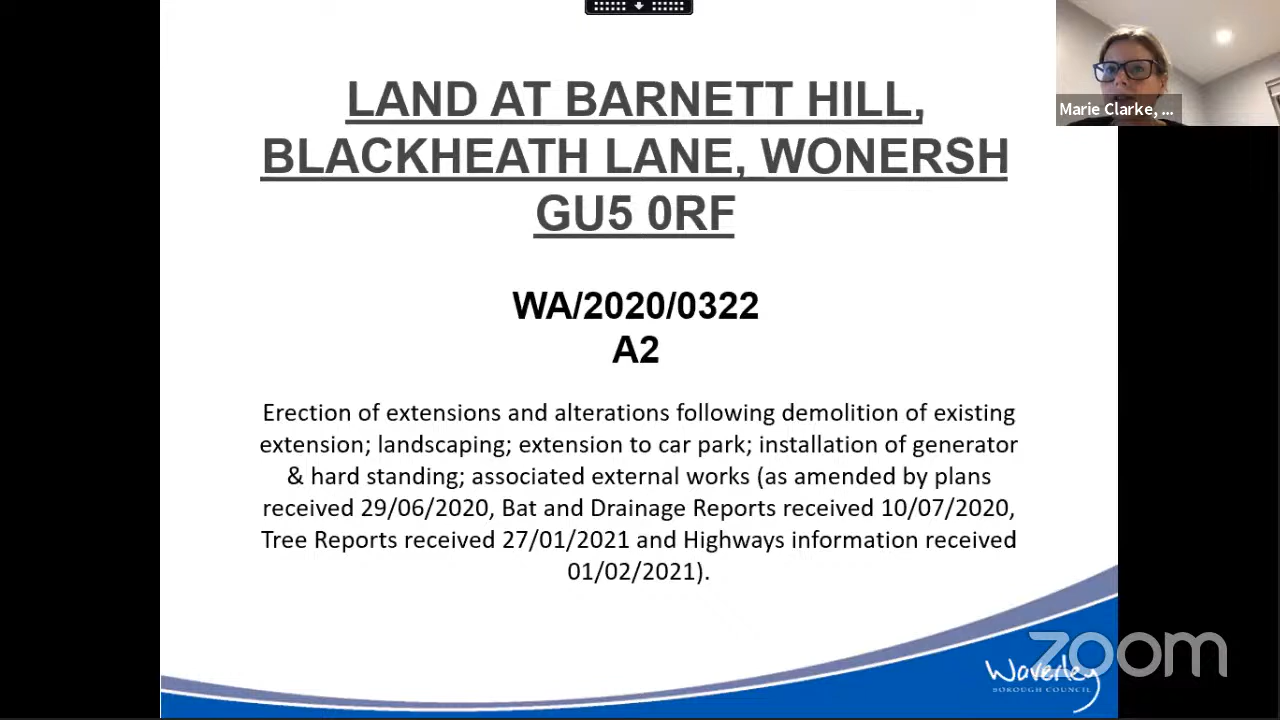 LAND AT BARNETT HILL,
BLACKHEATH LANE, WONERSH
GU5 0RF
WA/2020/0322
A2
Erection of extensions and alterations following demolition of existing
extension; landscaping; extension to car park; installation of generator
& hard standing; associated external works (as amended by plans
received 29/06/2020, Bat and Drainage Reports received 10/07/2020,
Tree Reports received 27/01/2021 and Highways information received
01/02/2021).
Marie Clarke, ...
zoom
Waverley
BOROUGH COUNCIL